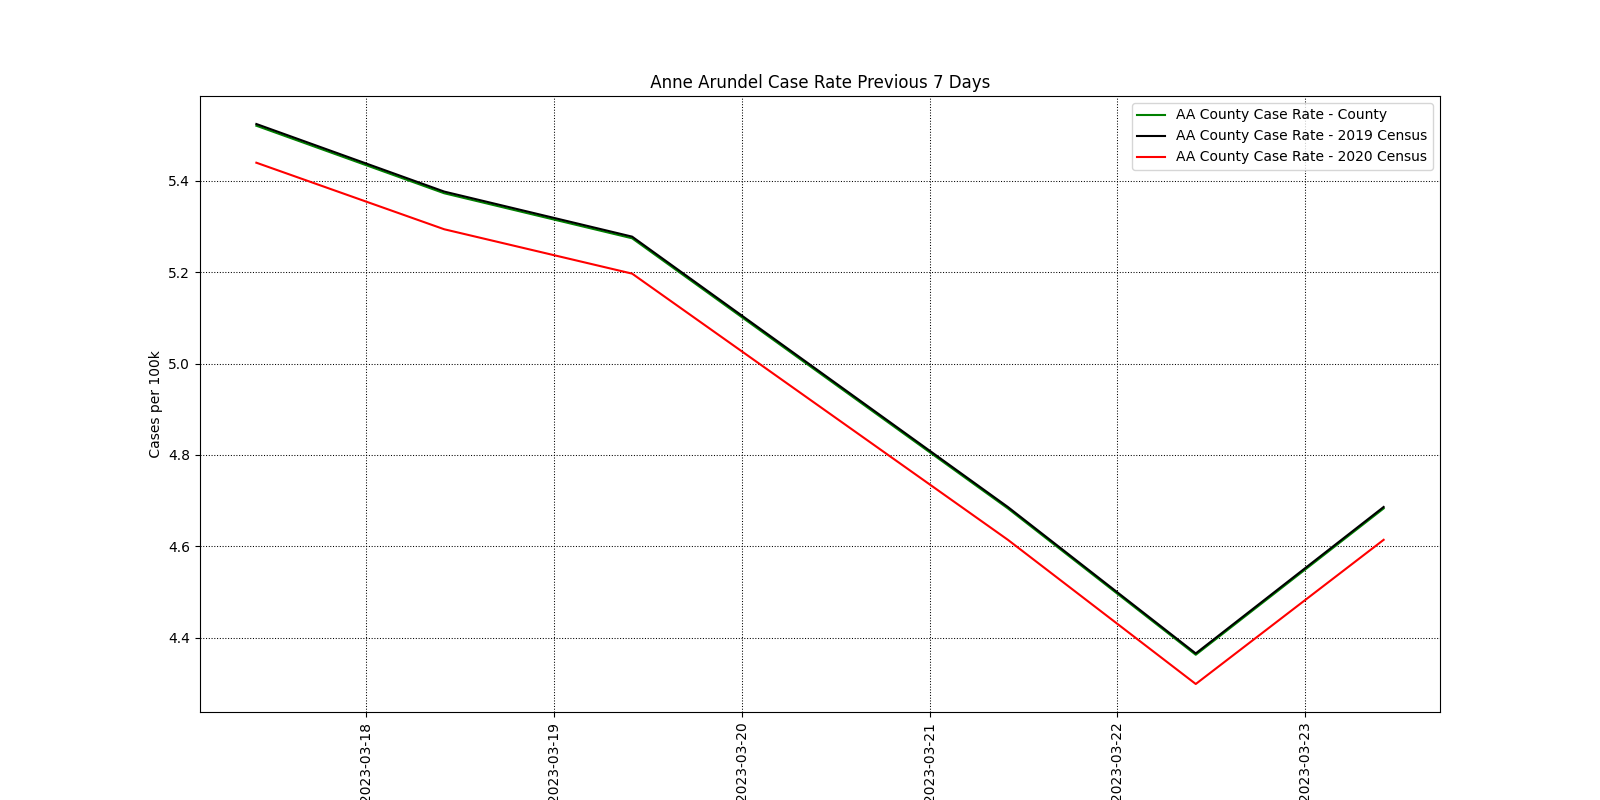 Anne Arundel Case Rate Previous 7 Days
AA County Case Rate - County
AA County Case Rate - 2019 Census
AA County Case Rate - 2020 Census
Cases per 100k
5.4
5.2
5.0
4.8
4.6
4.4
2023-03-18
2023-03-19
2023-03-20
2023-03-21
2023-03-22
2023-03-23